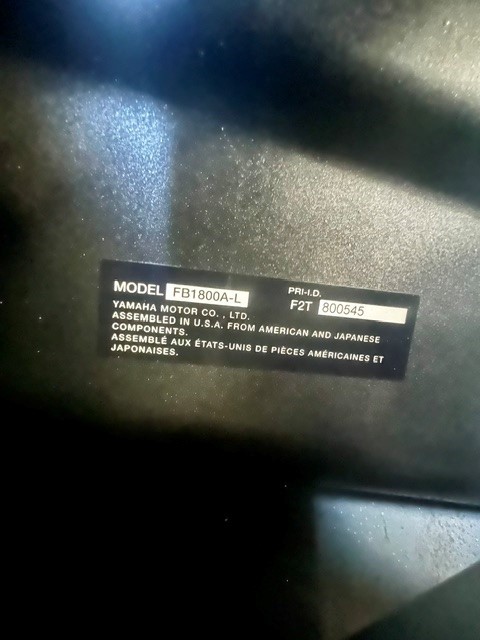 MODEL FB1800A-L
PRI-I.D.
F2T 800545
YAMAHA MOTOR CO. , LTD.
ASSEMBLED IN U.S.A. FROM AMERICAN AND JAPANESE
COMPONENTS.
ASSEMBLÉ AUX ÉTATS-UNIS DE PIÈCES AMÉRICAINES ET
JAPONAISES.